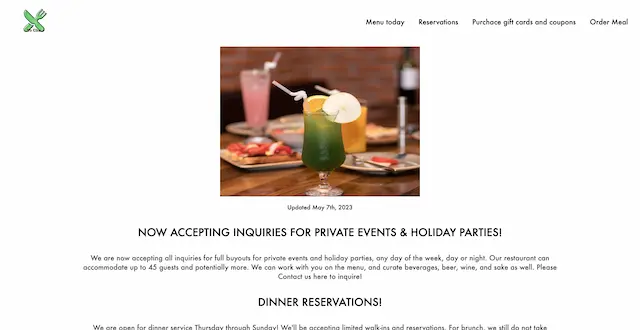 Menu today
Reservations
Purchace gift cards and coupons
Order Meal
Updated May 7th, 2023
NOW ACCEPTING INQUIRIES FOR PRIVATE EVENTS & HOLIDAY PARTIES!
We are now accepting all inquiries for full buyouts for private events and holiday parties, any day of the week, day or night. Our restaurant can
accommodate up to 45 guests and potentially more. We can work with you on the menu, and curate beverages, beer, wine, and sake as well. Please
Contact us here to inquire!
DINNER RESERVATIONS!
We are open for dinner service Thursday through Sunday! We'll be accepting limited walk-ins and reservations. For brunch, we still do not take